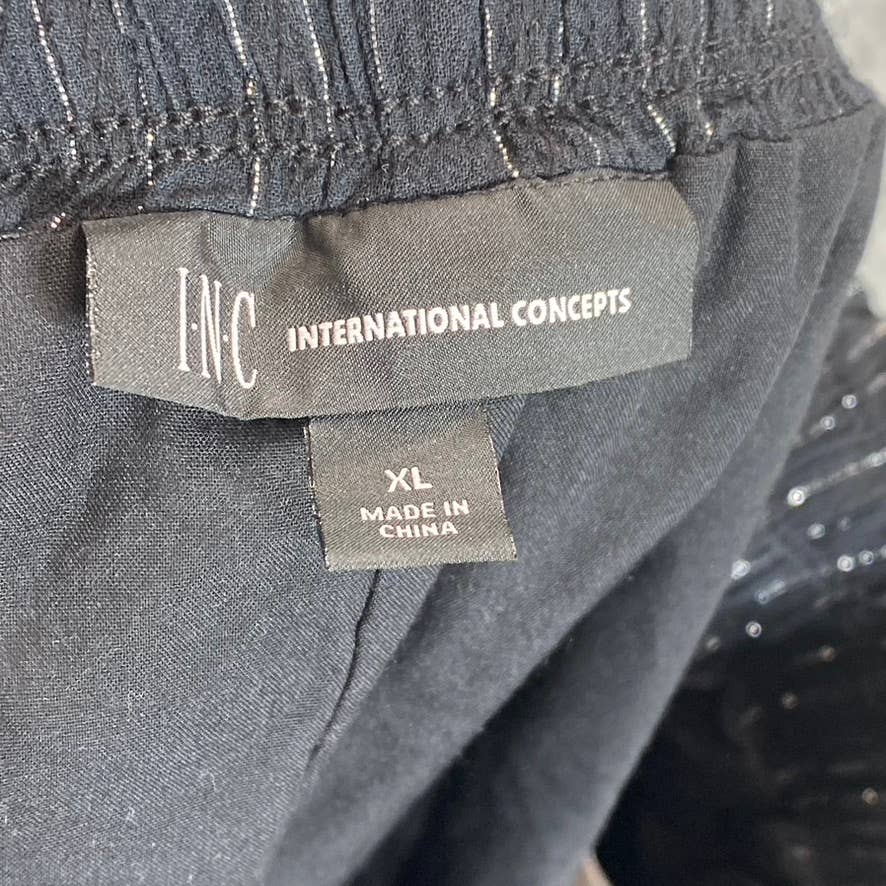 I·N·C INTERNATIONAL CONCEPTS
XL
MADE IN
CHINA